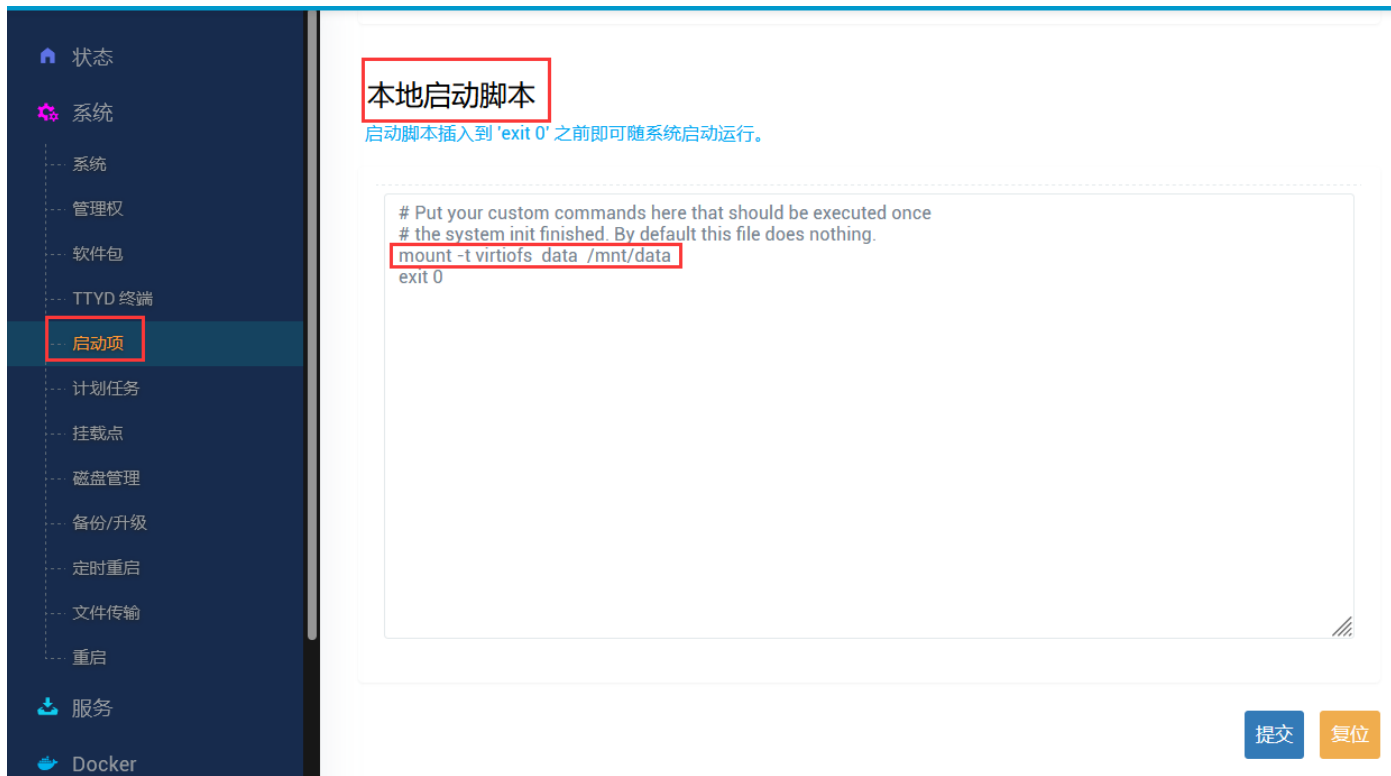 状态
系统
系统
管理权
软件包
TTYD 终端
启动项
计划任务
挂载点
磁盘管理
备份/升级
定时重启
文件传输
重启
服务
Docker
本地启动脚本
启动脚本插入到 'exit 0' 之前即可随系统启动运行。
# Put your custom commands here that should be executed once
# the system init finished. By default this file does nothing.
mount -t virtiofs  data  /mnt/data
exit 0
提交
复位